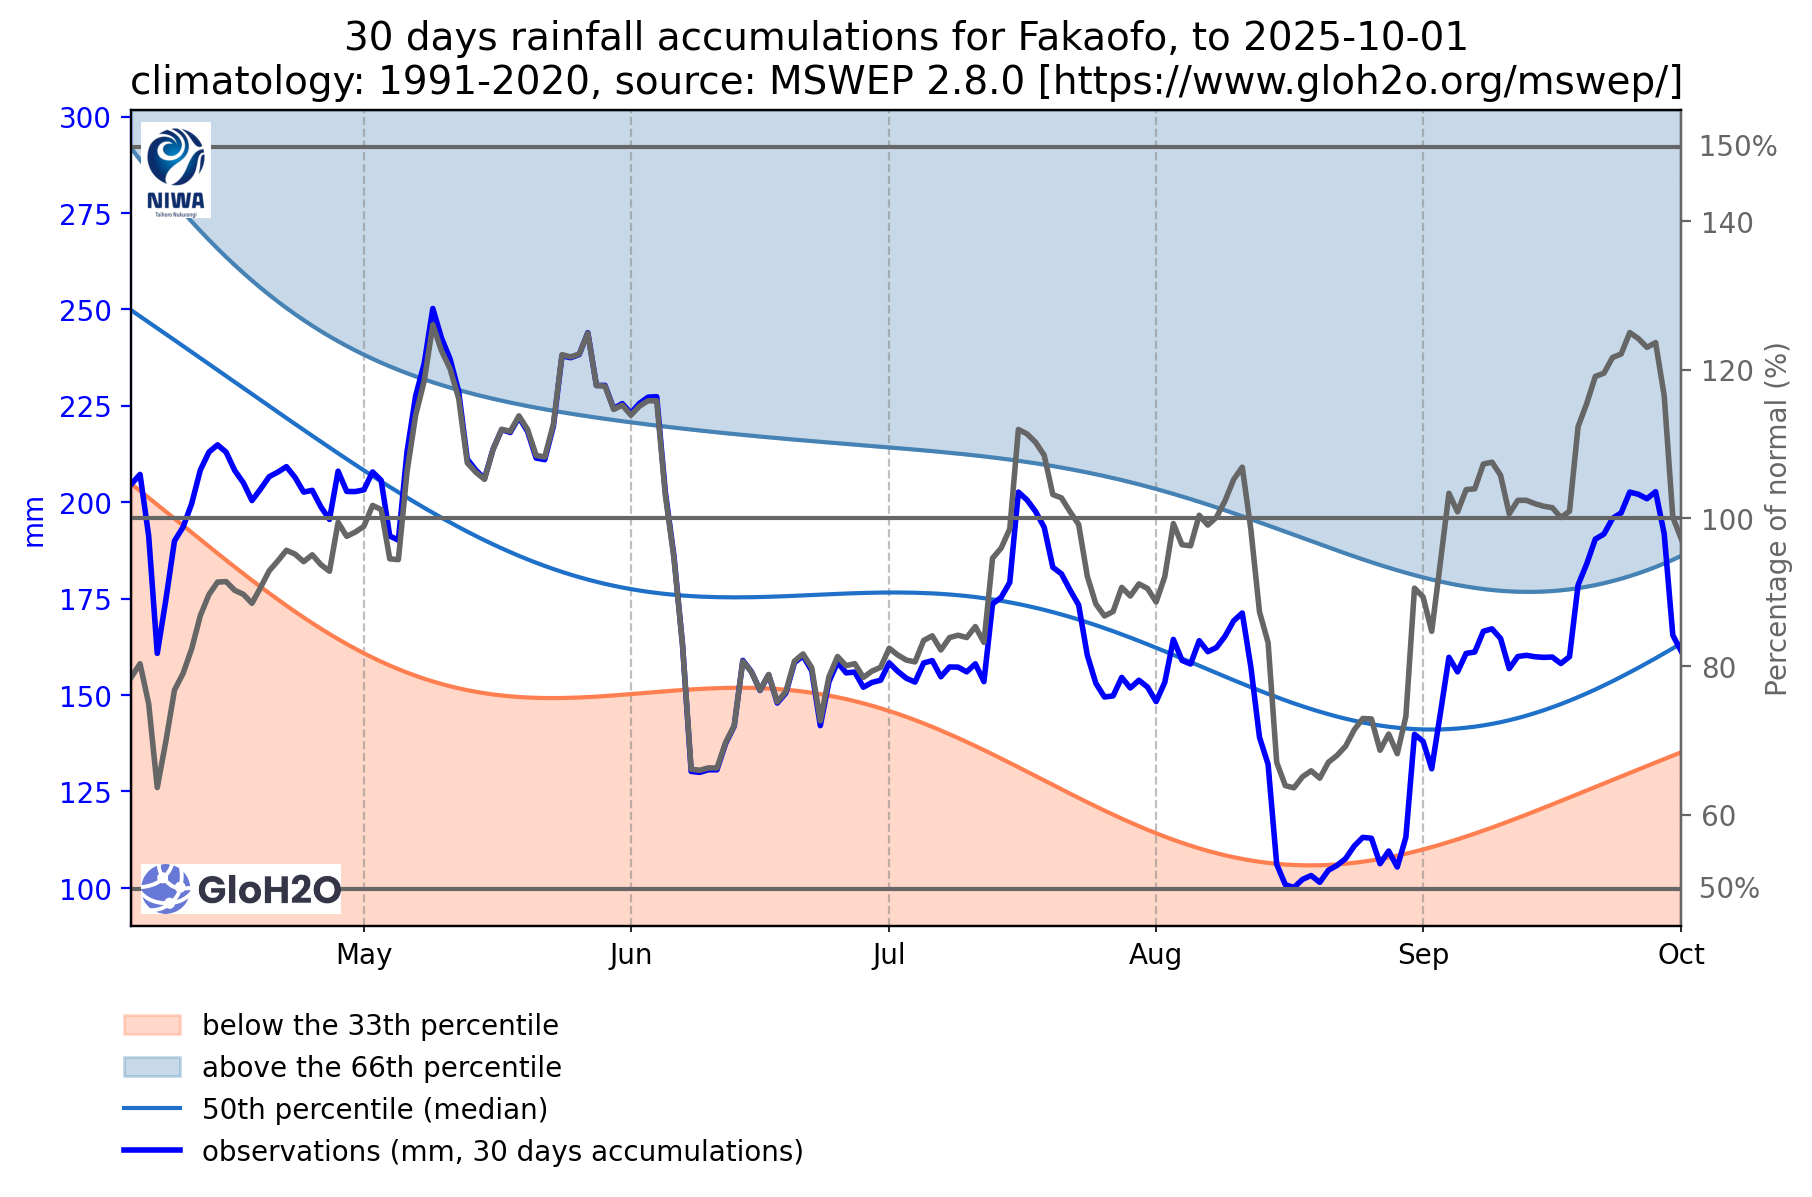 30 days rainfall accumulations for Fakaofo, to 2025-10-01
climatology: 1991-2020, source: MSWEP 2.8.0 [https://www.gloh2o.org/mswep/]
300
275
250
225
200
175
150
125
100
mm
NIWA
Taihoro Nukurangi
GloH2O
150%
140
120
100
80
60
50%
Percentage of normal (%)
May
Jun
Jul
Aug
Sep
Oct
below the 33th percentile
above the 66th percentile
50th percentile (median)
observations (mm, 30 days accumulations)